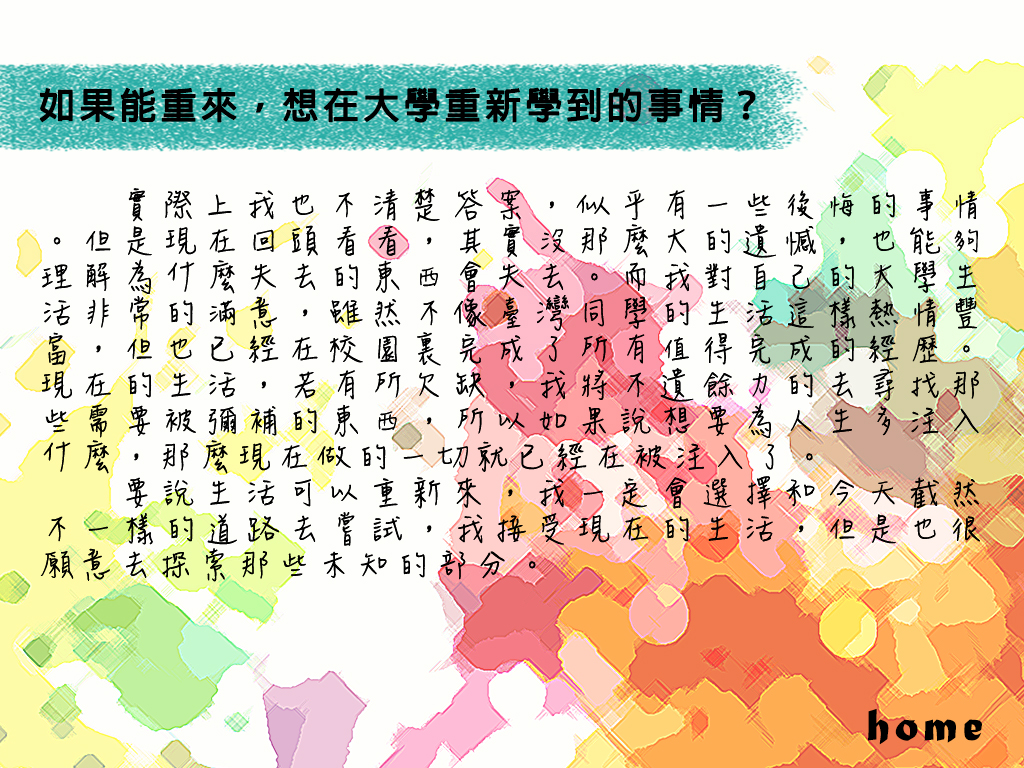 如果能重來，想在大學重新學到的事情？
實際上我也不清楚答案，似乎有一些後悔的事情
。但是現在回頭看看，其實沒那麼大的遺憾，也能夠
理解為什麼失去的東西會失去。而我對自己的大學生
活非常的滿意，雖然不像臺灣同學的生活這樣熱情豐
富，但也已經在校園裏完成了所有值得完成的經歷。
現在的生活，若有所欠缺，我將不遺餘力的去尋找那
些需要被彌補的東西，所以如果說想要為人生多注入
什麼，那麼現在做的一切就已經在被注入了。
要說生活可以重新來，我一定會選擇和今天截然
不一樣的道路去嘗試，我接受現在的生活，但是也很
願意去探索那些未知的部分。
home